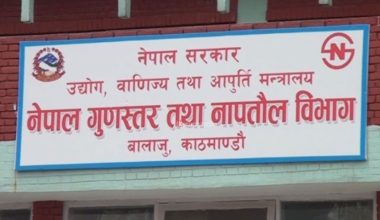 नेपाल सरकार
उद्योग, वाणिज्य तथा आपुर्ति मन्त्रालय
नेपाल गुणस्तर तथा नापतौल विभाग
बालाजु, काठमाण्डौ